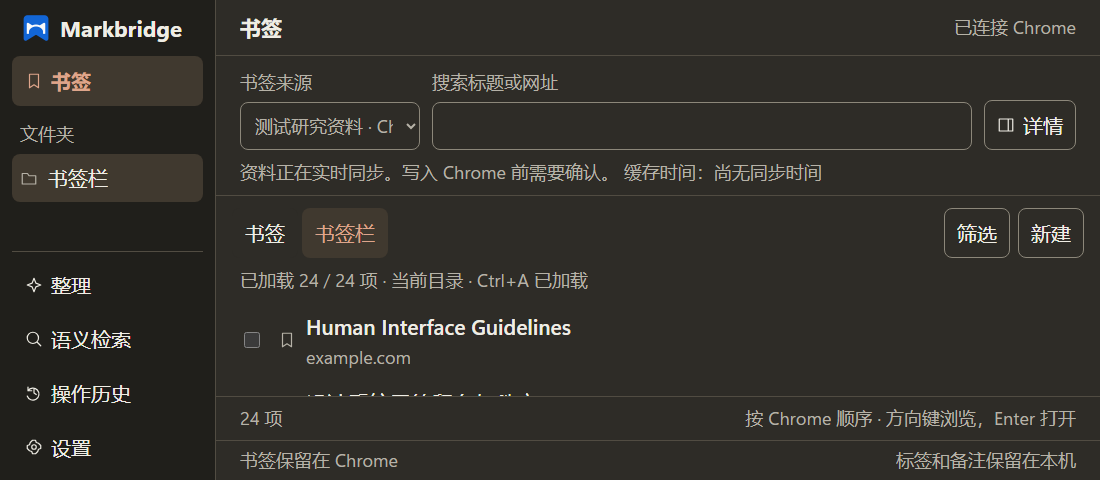 Markbridge
书签
文件夹
书签栏
整理
语义检索
操作历史
设置
书签
已连接 Chrome
书签来源
搜索标题或网址
测试研究资料 · Ch
详情
资料正在实时同步。写入 Chrome 前需要确认。 缓存时间：尚无同步时间
书签 书签栏
筛选 新建
已加载 24 / 24 项 · 当前目录 · Ctrl+A 已加载
Human Interface Guidelines
example.com
24 项
按 Chrome 顺序 · 方向键浏览，Enter 打开
书签保留在 Chrome
标签和备注保留在本机